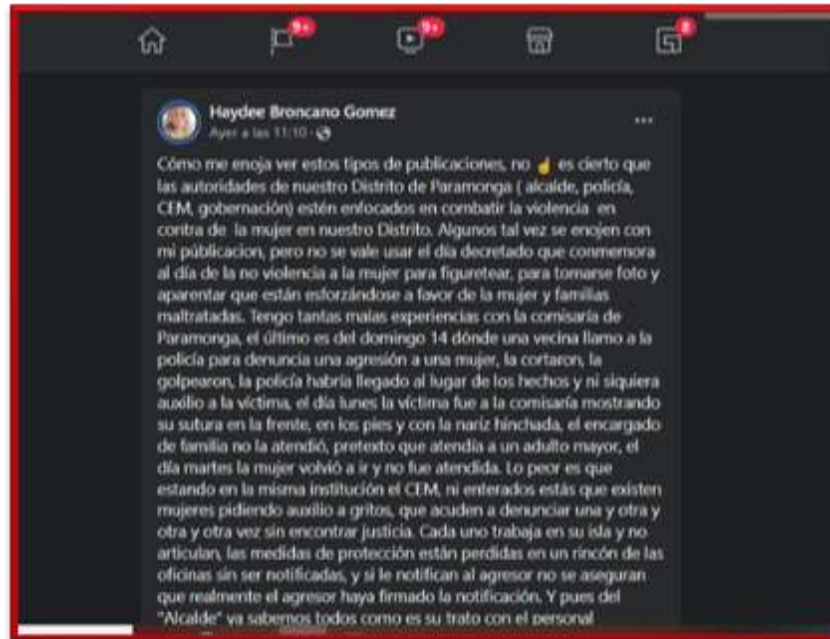 9+
9+
8
Haydee Broncano Gomez
Ayer a las 11:10 ·
Cómo me enoja ver estos tipos de publicaciones, no ☝ es cierto que
las autoridades de nuestro Distrito de Paramonga ( alcalde, policía,
CEM, gobernación) estén enfocados en combatir la violencia en
contra de la mujer en nuestro Distrito. Algunos tal vez se enojen con
mi públicacion, pero no se vale usar el día decretado que conmemora
al día de la no violencia a la mujer para figuretear, para tomarse foto y
aparentar que están esforzándose a favor de la mujer y familias
maltratadas. Tengo tantas malas experiencias con la comisaría de
Paramonga, el último es del domingo 14 dónde una vecina llamo a la
policía para denuncia una agresión a una mujer, la cortaron, la
golpearon, la policía habría llegado al lugar de los hechos y ni siquiera
auxilio a la víctima, el día lunes la víctima fue a la comisaría mostrando
su sutura en la frente, en los pies y con la nariz hinchada, el encargado
de familia no la atendió, pretexto que atendía a un adulto mayor, el
día martes la mujer volvió a ir y no fue atendida. Lo peor es que
estando en la misma institución el CEM, ni enterados estás que existen
mujeres pidiendo auxilio a gritos, que acuden a denunciar una y otra y
otra y otra vez sin encontrar justicia. Cada uno trabaja en su isla y no
articulan, las medidas de protección están perdidas en un rincón de las
oficinas sin ser notificadas, y si le notifican al agresor no se aseguran
que realmente el agresor haya firmado la notificación. Y pues del
"Alcalde" ya sabemos todos como es su trato con el personal